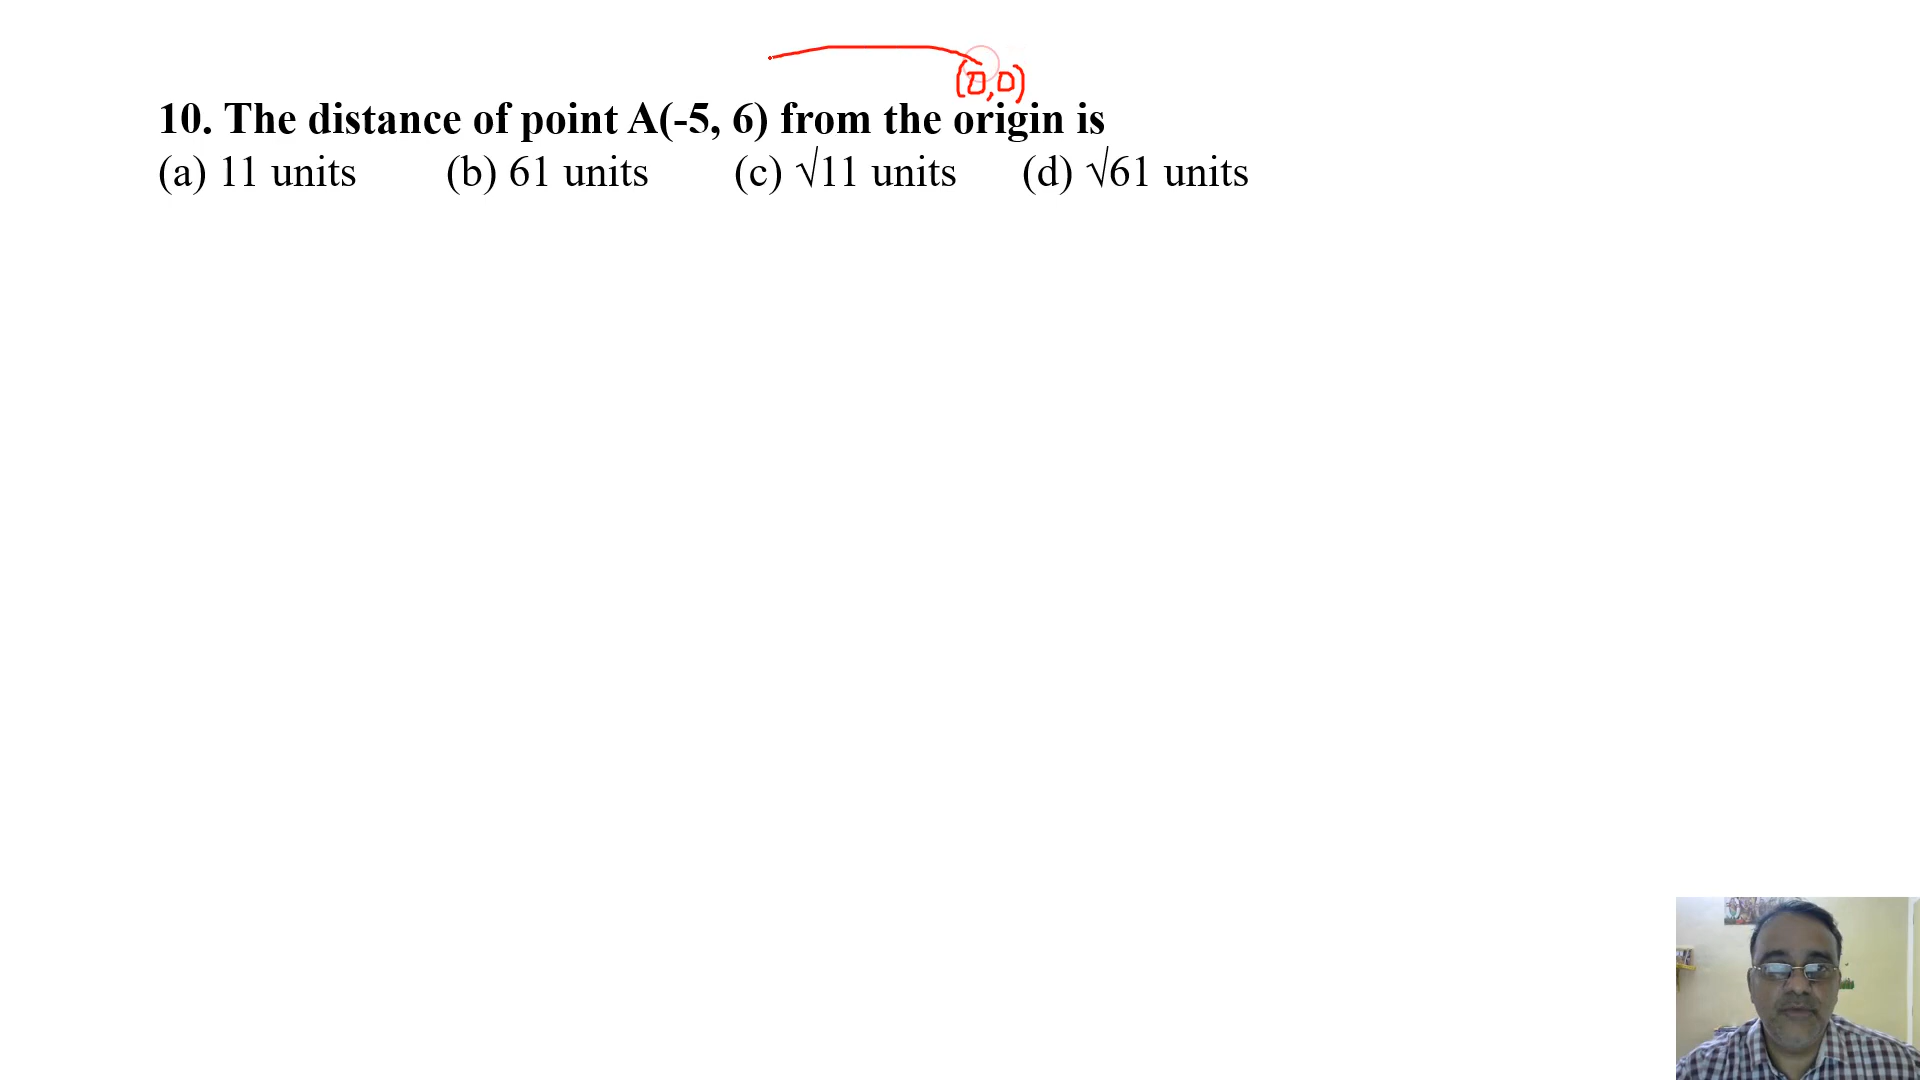 (0,0)
10. The distance of point A(-5, 6) from the origin is
(a) 11 units (b) 61 units (c) √11 units (d) √61 units